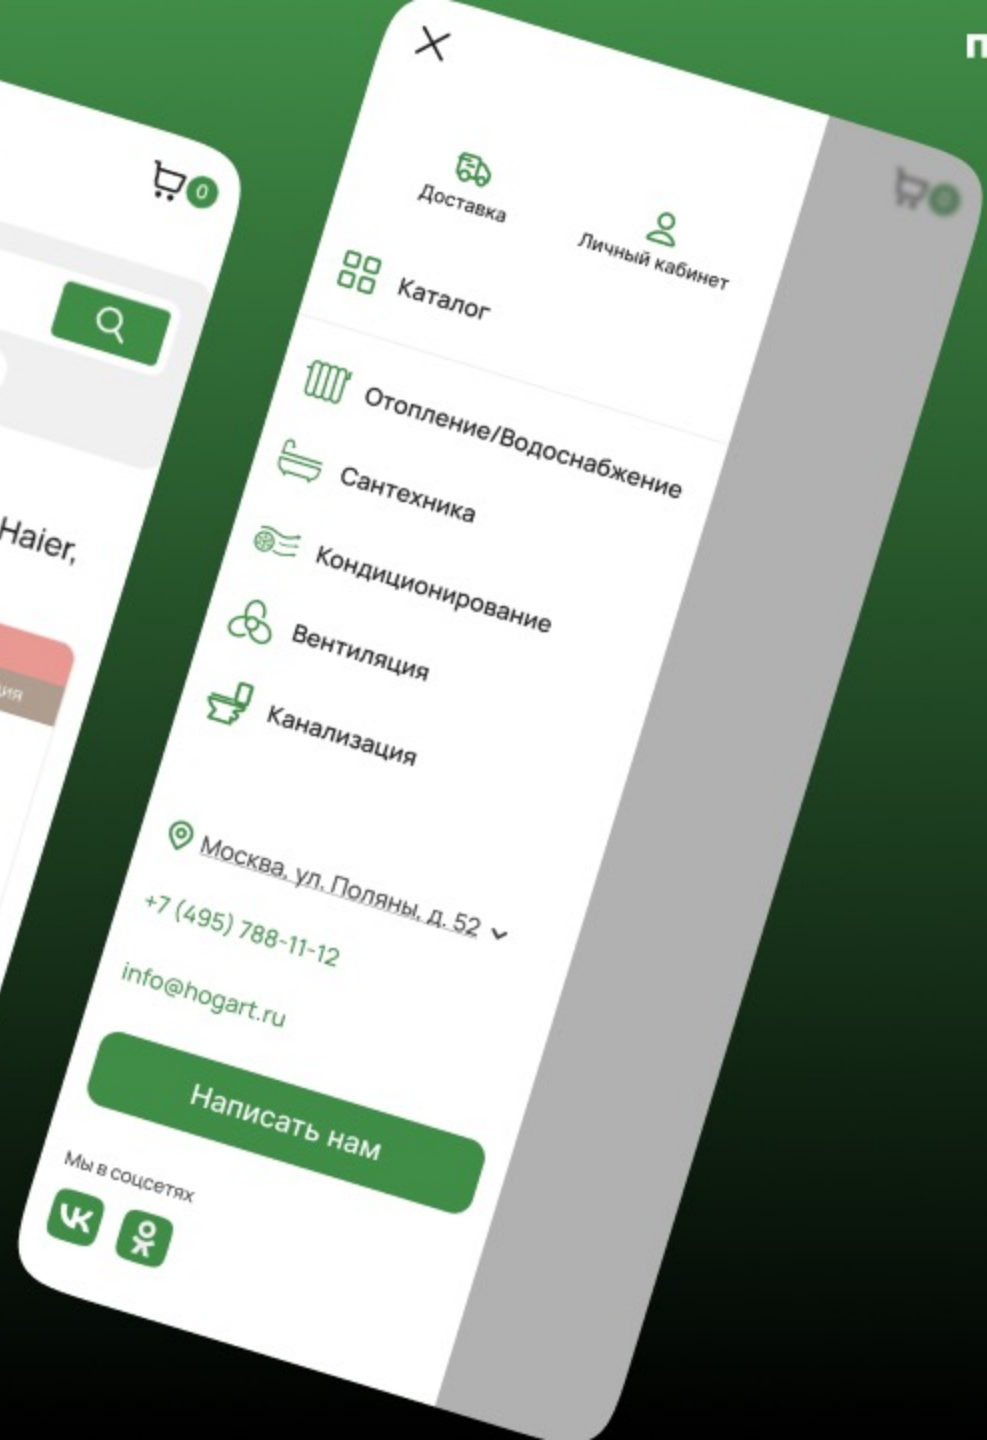 0
Haier,
Доставка
Личный кабинет
Каталог
Отопление/Водоснабжение
Сантехника
Кондиционирование
Вентиляция
Канализация
Москва, ул. Поляны, д. 52
+7 (495) 788-11-12
info@hogart.ru
Написать нам
Мы в соцсетях